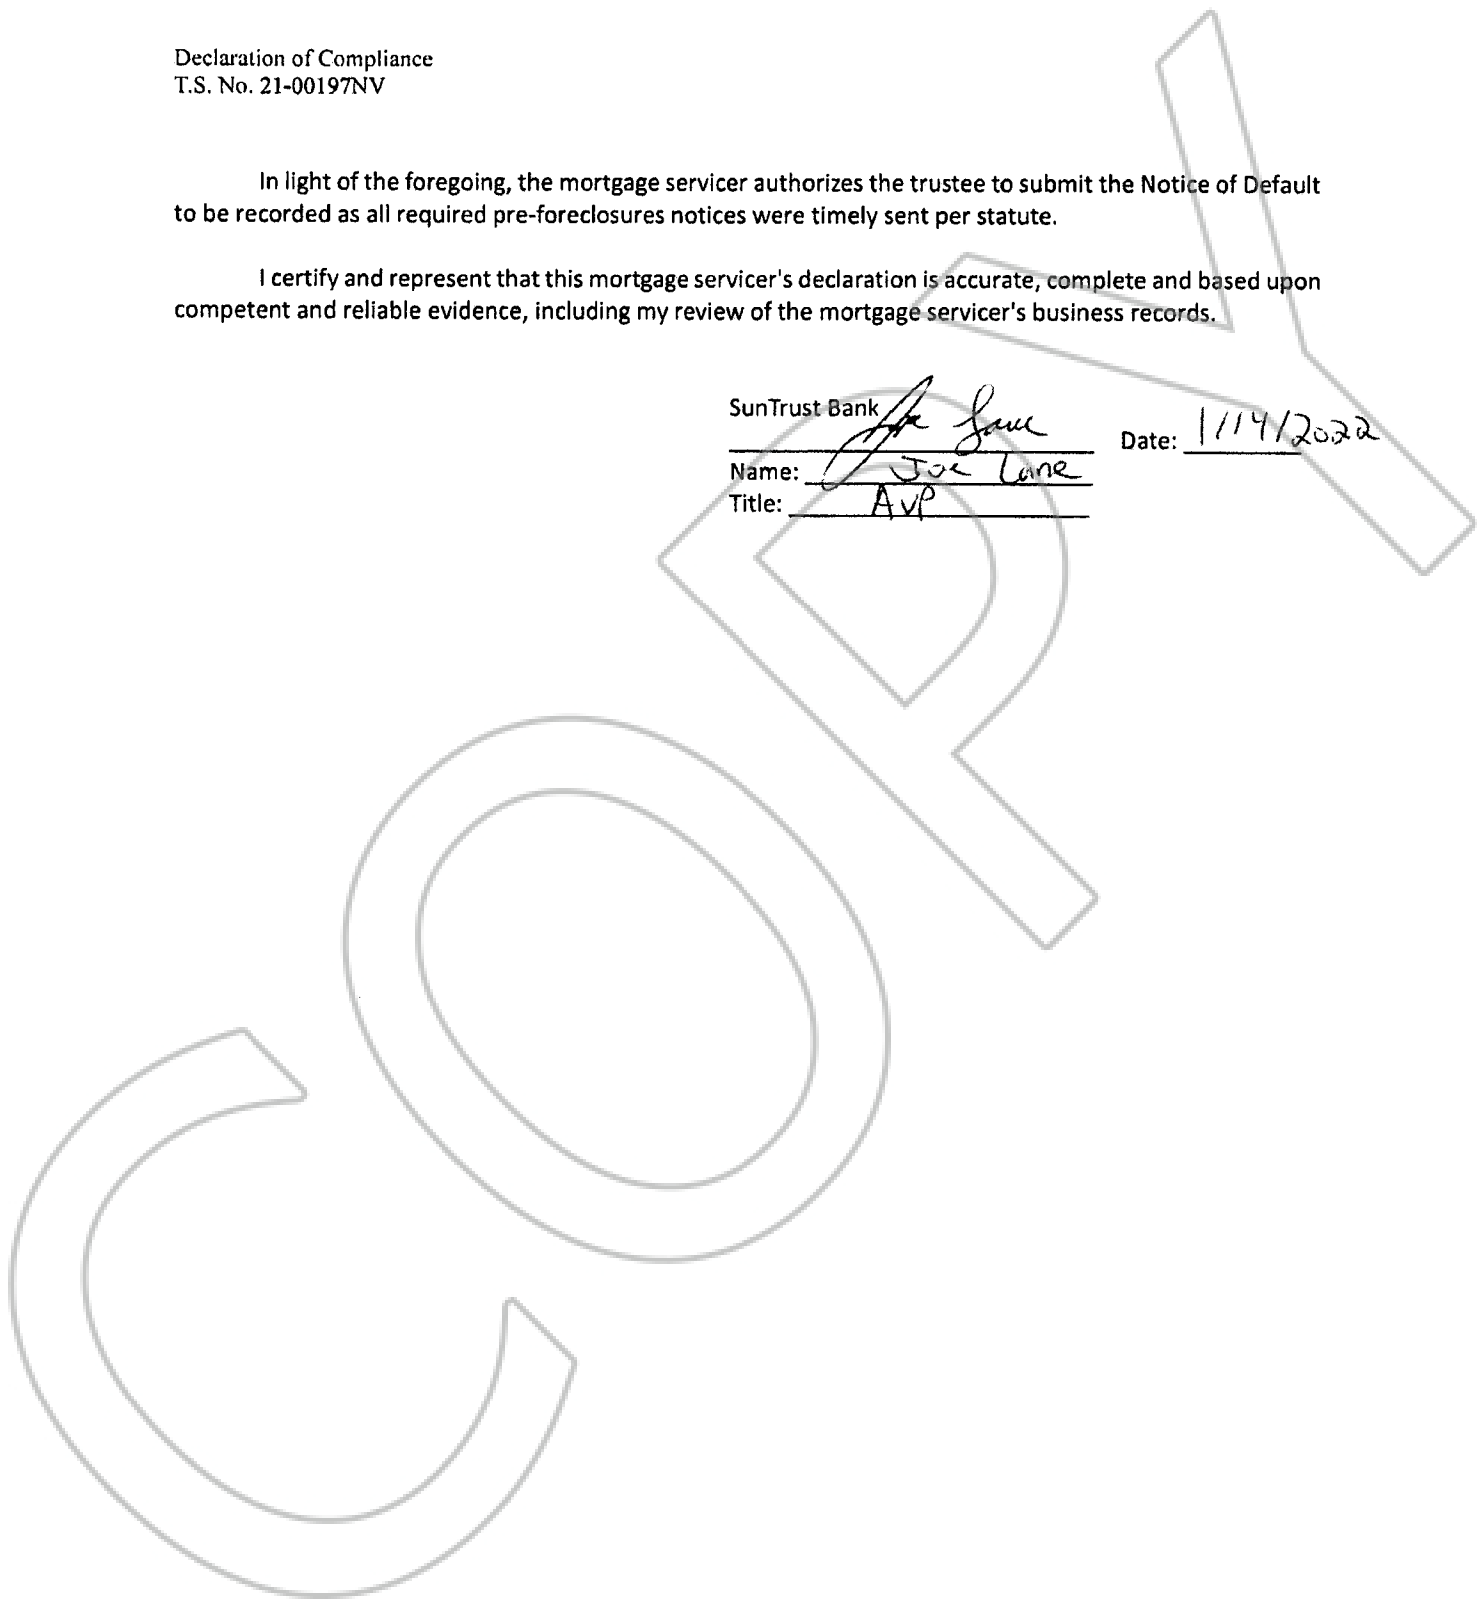 Declaration of Compliance
T.S. No. 21-00197NV
In light of the foregoing, the mortgage servicer authorizes the trustee to submit the Notice of Default
to be recorded as all required pre-foreclosures notices were timely sent per statute.
I certify and represent that this mortgage servicer's declaration is accurate, complete and based upon
competent and reliable evidence, including my review of the mortgage servicer's business records.
SunTrust Bank Joe Lane Date: 1/14/2022
Name: Joe Lane
Title: AVP
COPY